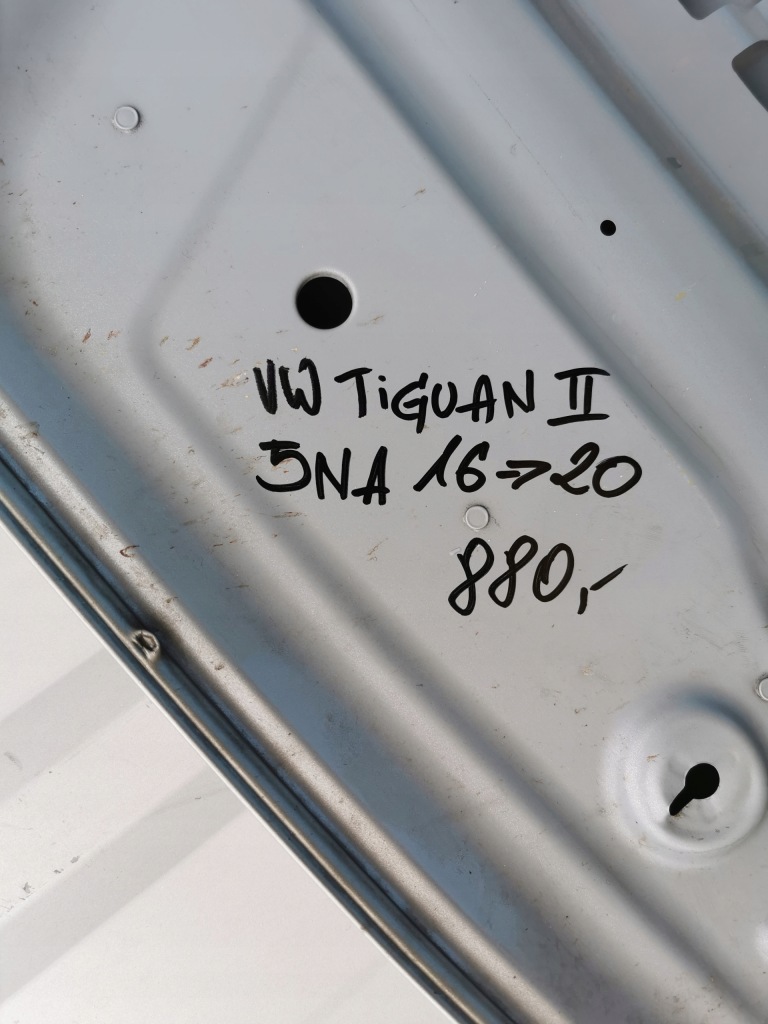 VW TiGUAN II
5NA 16=>20
880,-